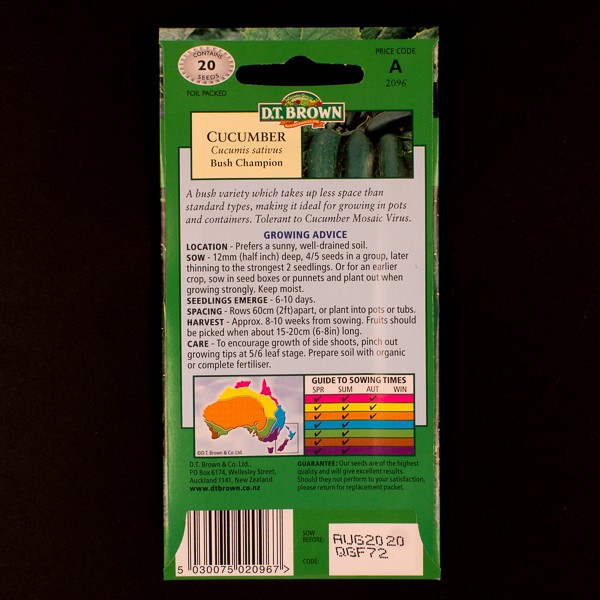 CONTAINS
20
SEEDS
FOIL PACKED
PRICE CODE
A
2096
D.T. BROWN
CUCUMBER
Cucumis sativus
Bush Champion
A bush variety which takes up less space than
standard types, making it ideal for growing in pots
and containers. Tolerant to Cucumber Mosaic Virus.
GROWING ADVICE
LOCATION - Prefers a sunny, well-drained soil.
SOW - 12mm (half inch) deep, 4/5 seeds in a group, later
thinning to the strongest 2 seedlings. Or for an earlier
crop, sow in seed boxes or punnets and plant out when
growing strongly. Keep moist.
SEEDLINGS EMERGE - 6-10 days.
SPACING - Rows 60cm (2ft)apart, or plant into pots or tubs.
HARVEST - Approx. 8-10 weeks from sowing. Fruits should
be picked when about 15-20cm (6-8in) long.
CARE - To encourage growth of side shoots, pinch out
growing tips at 5/6 leaf stage. Prepare soil with organic
or complete fertiliser.
GUIDE TO SOWING TIMES
SPR SUM AUT WIN
©D.T. Brown & Co. Ltd.
D.T. Brown & Co. Ltd.,
PO Box 6174, Wellesley Street,
Auckland 1141, New Zealand
www.dtbrown.co.nz
GUARANTEE: Our seeds are of the highest
quality and will give excellent results.
Should they not perform to your satisfaction,
please return for replacement packet.
SOW
BEFORE:
AUG2020
CODE:
QGF72
5 030075 020967 >